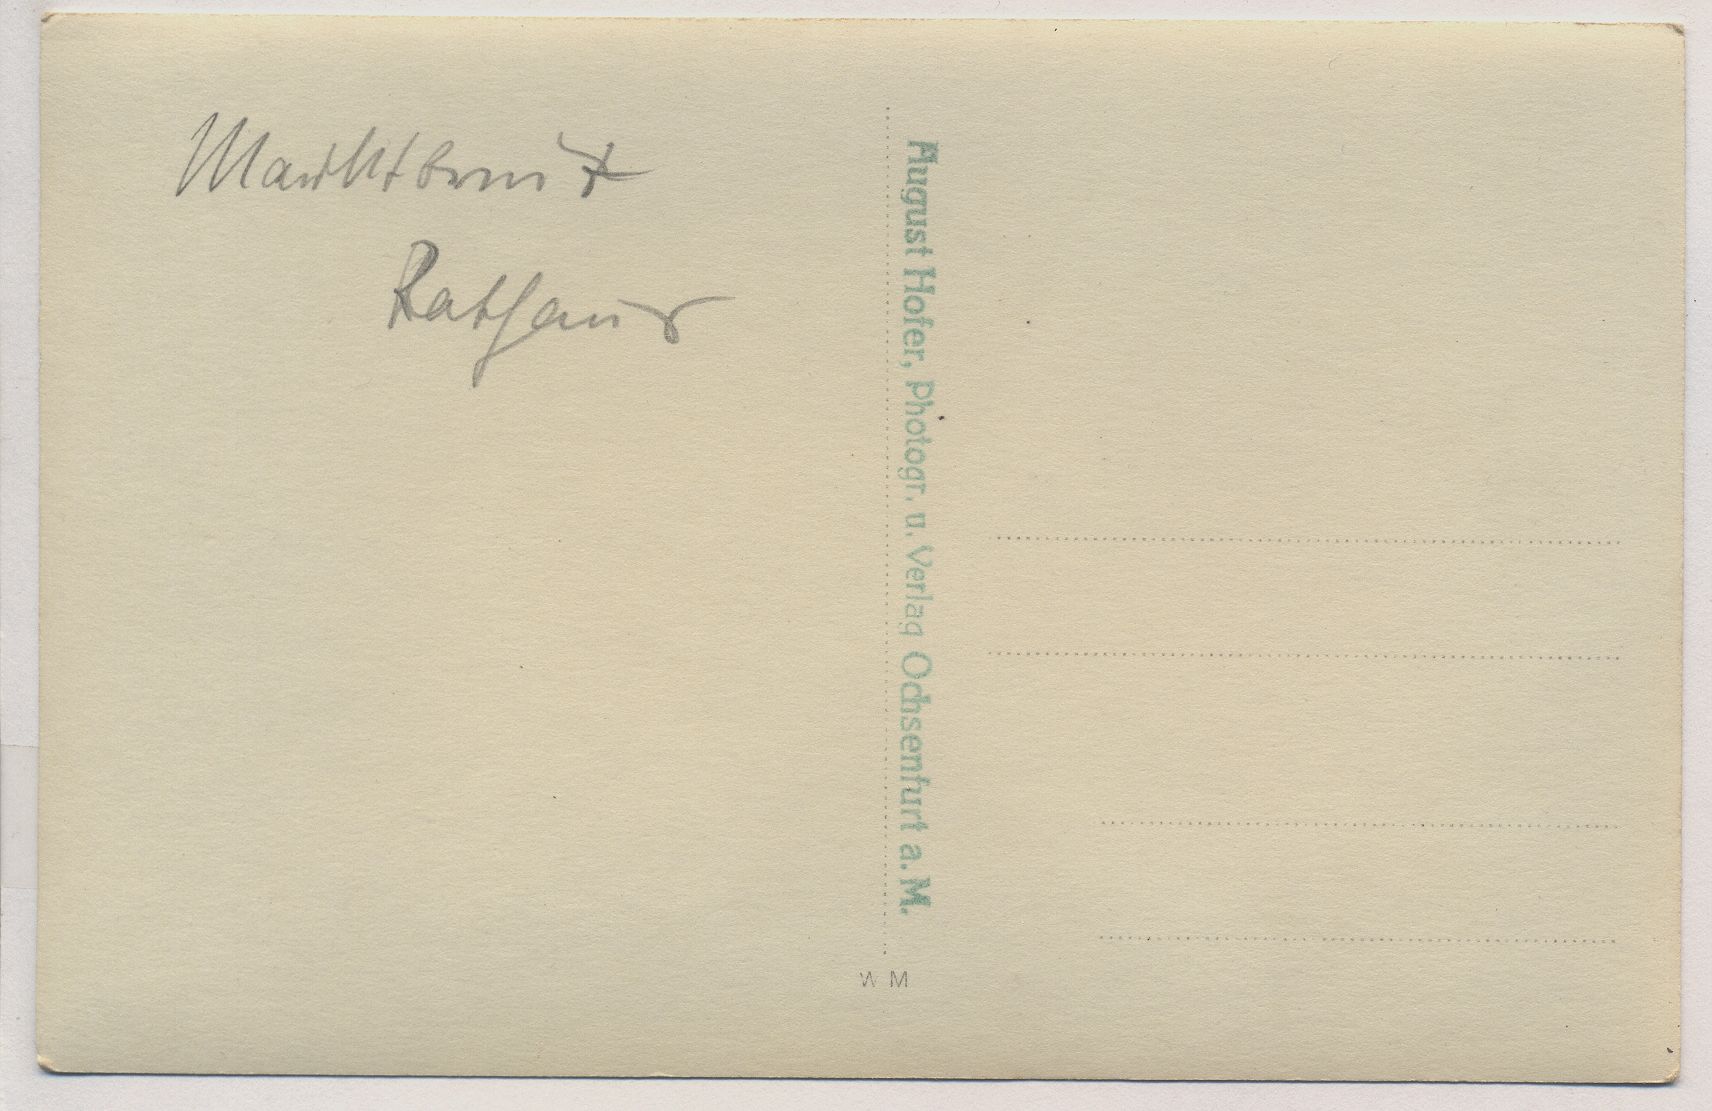 Marktbreit
Rathaus
August Hofer, Photogr. u. Verlag Ochsenfurt a. M.
W M